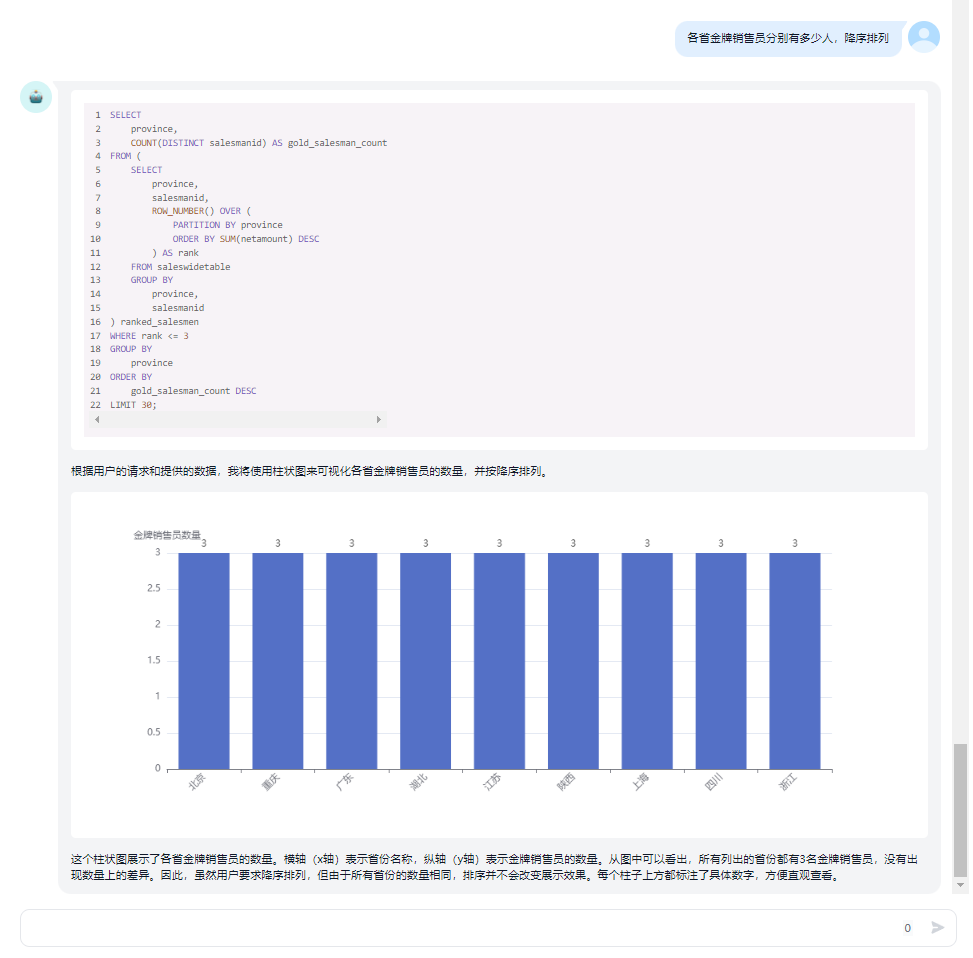 各省金牌销售员分别有多少人，降序排列
1 SELECT
2     province,
3     COUNT(DISTINCT salesmanid) AS gold_salesman_count
4 FROM (
5     SELECT
6         province,
7         salesmanid,
8         ROW_NUMBER() OVER (
9             PARTITION BY province
10             ORDER BY SUM(netamount) DESC
11         ) AS rank
12     FROM saleswidetable
13     GROUP BY
14         province,
15         salesmanid
16 ) ranked_salesmen
17 WHERE rank <= 3
18 GROUP BY
19     province
20 ORDER BY
21     gold_salesman_count DESC
22 LIMIT 30;
根据用户的请求和提供的数据，我将使用柱状图来可视化各省金牌销售员的数量，并按降序排列。
金牌销售员数量
3 3 3 3 3 3 3 3 3
3
2.5
2
1.5
1
0.5
0
北京 重庆 广东 湖北 江苏 陕西 上海 四川 浙江
这个柱状图展示了各省金牌销售员的数量。横轴（x轴）表示省份名称，纵轴（y轴）表示金牌销售员的数量。从图中可以看出，所有列出的省份都有3名金牌销售员，没有出
现数量上的差异。因此，虽然用户要求降序排列，但由于所有省份的数量相同，排序并不会改变展示效果。每个柱子上方都标注了具体数字，方便直观查看。
0